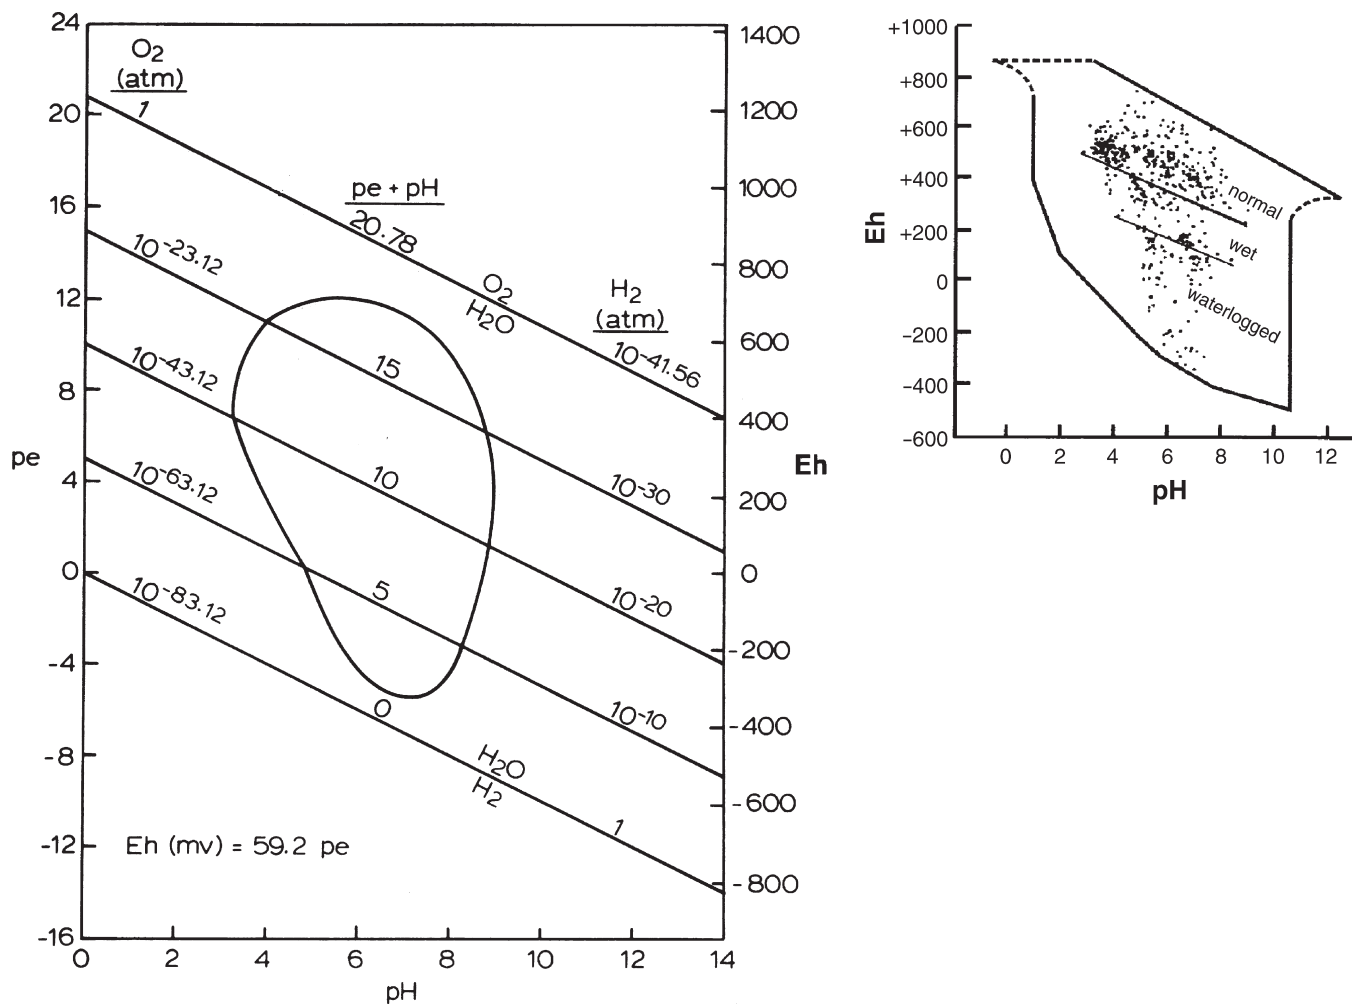 24
20
16
12
8
4
0
-4
-8
-12
-16
pe
O2
(atm)
1
pe + pH
20.78
O2
H2O
H2
(atm)
10-41.56
10-23.12
15
10-30
10-43.12
10
10-20
10-63.12
5
10-10
10-83.12
0
H2O
H2
1
Eh (mv) = 59.2 pe
0 2 4 6 8 10 12 14
pH
1400
1200
1000
800
600
400
200
0
-200
-400
-600
-800
Eh
+1000
+800
+600
+400
+200
0
-200
-400
-600
Eh
normal
wet
waterlogged
0 2 4 6 8 10 12
pH